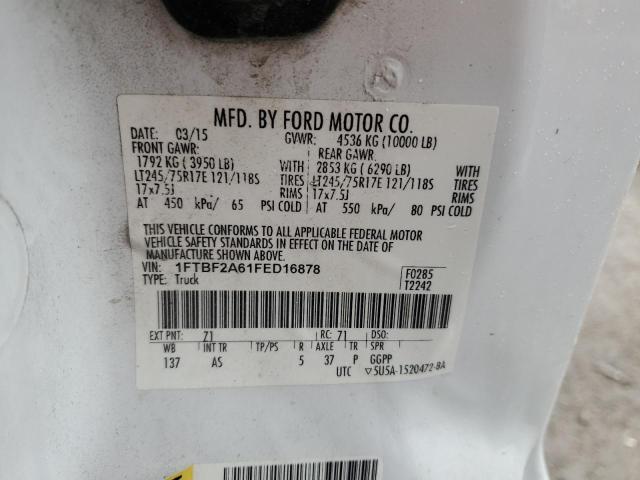 MFD. BY FORD MOTOR CO.
DATE: 03/15 GVWR: 4536 KG (10000 LB)
FRONT GAWR: REAR GAWR:
1792 KG ( 3950 LB) WITH 2853 KG ( 6290 LB) WITH
LT245/75R17E 121/118S TIRES LT245/75R17E 121/118S TIRES
17x7.5J RIMS 17x7.5J RIMS
AT 450 kPa/ 65 PSI COLD AT 550 kPa/ 80 PSI COLD
THIS VEHICLE CONFORMS TO ALL APPLICABLE FEDERAL MOTOR
VEHICLE SAFETY STANDARDS IN EFFECT ON THE DATE OF
MANUFACTURE SHOWN ABOVE.
VIN: 1FTBF2A61FED16878 F0285
TYPE: Truck T2242
EXT PNT: Z1 RC: 71 DSO:
WB INT TR TP/PS R AXLE TR SPR
137 AS 5 37 P GGPP
UTC ▽5U5A-1520472-BA